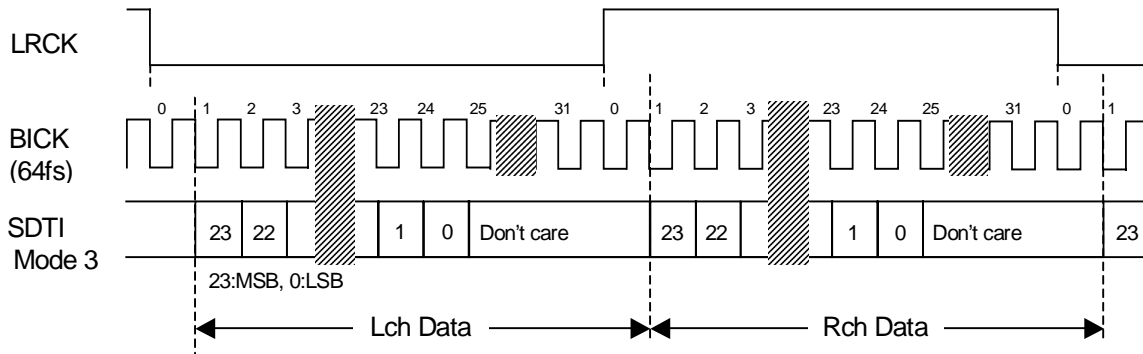 LRCK
0 1 2 3 23 24 25 31 0 1 2 3 23 24 25 31 0 1
BICK
(64fs)
SDTI
Mode 3
23 22 1 0 Don't care 23 22 1 0 Don't care 23
23:MSB, 0:LSB
Lch Data Rch Data